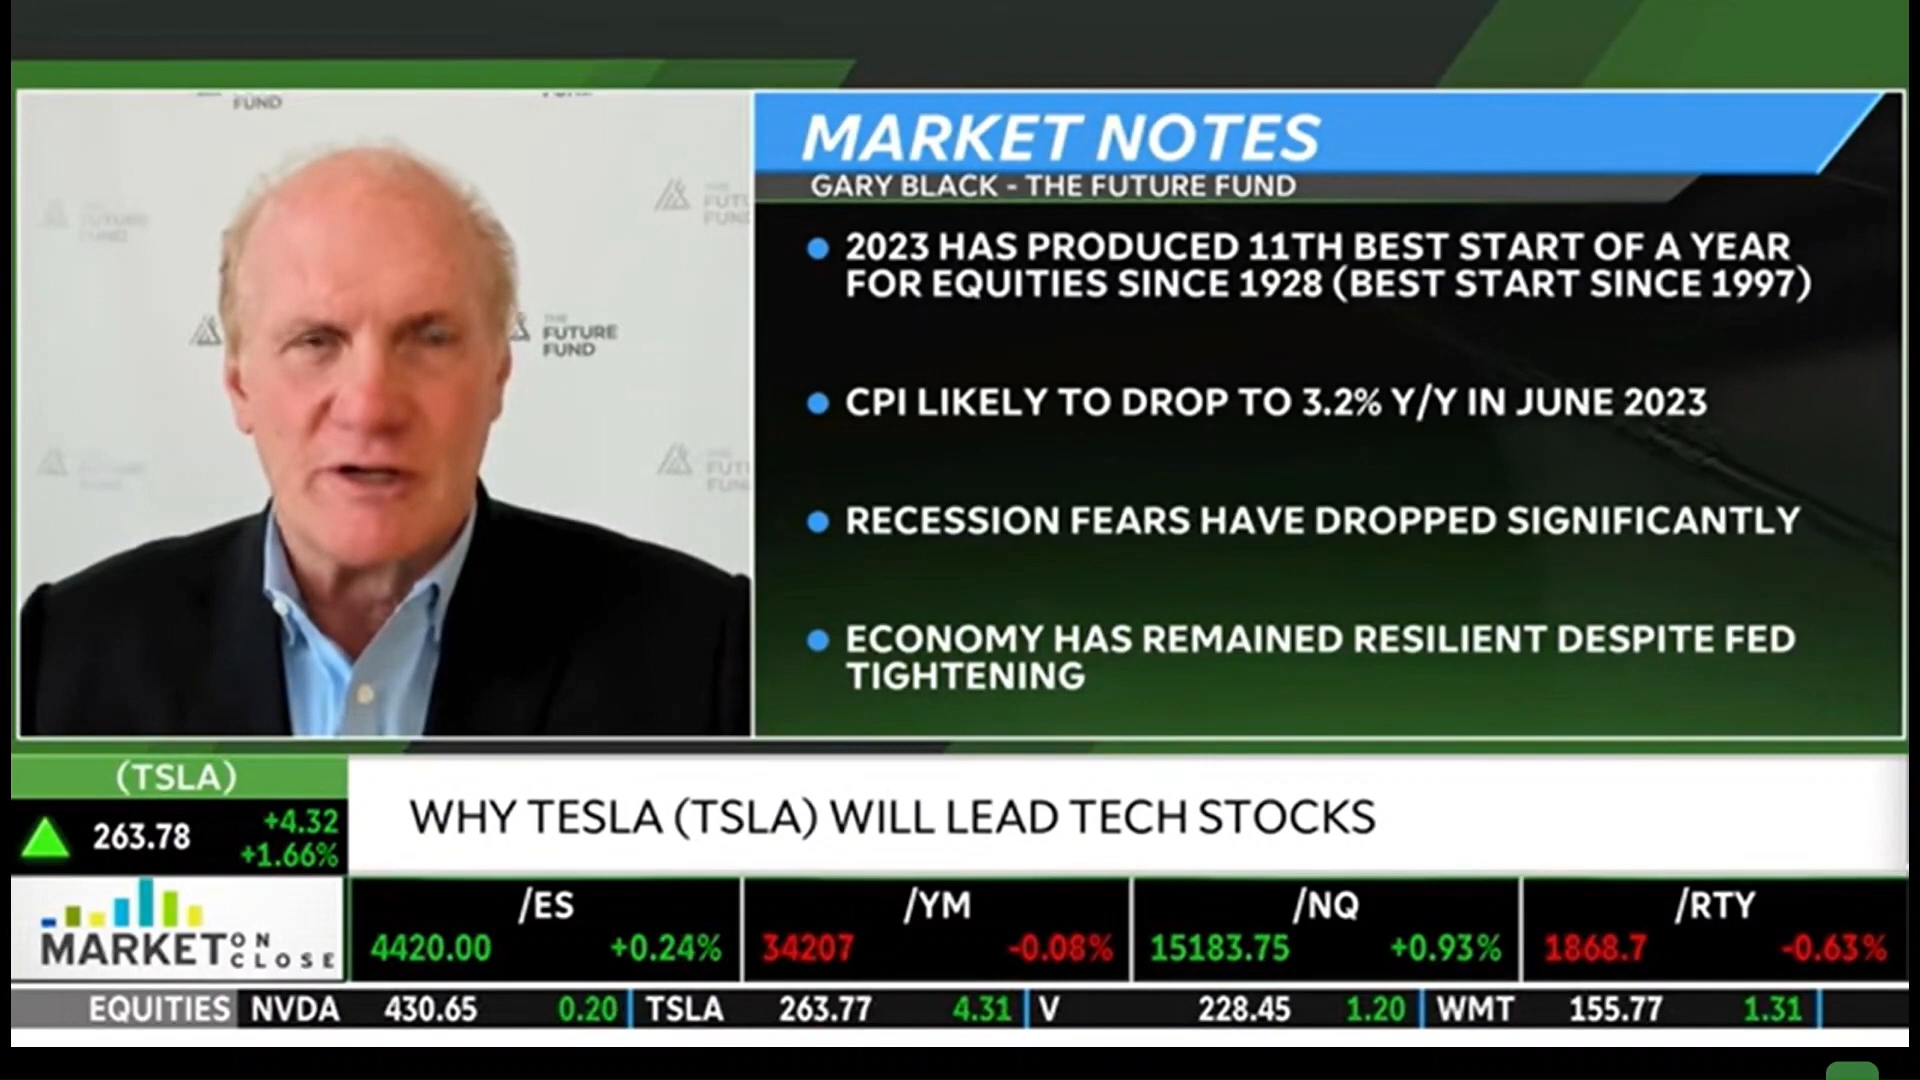 FUND
THE
FUTURE
FUND
THE
FUTURE
FUND
MARKET NOTES
GARY BLACK - THE FUTURE FUND
2023 HAS PRODUCED 11TH BEST START OF A YEAR
FOR EQUITIES SINCE 1928 (BEST START SINCE 1997)
CPI LIKELY TO DROP TO 3.2% Y/Y IN JUNE 2023
RECESSION FEARS HAVE DROPPED SIGNIFICANTLY
ECONOMY HAS REMAINED RESILIENT DESPITE FED
TIGHTENING
(TSLA)
263.78
+4.32
+1.66%
WHY TESLA (TSLA) WILL LEAD TECH STOCKS
MARKET ON CLOSE
/ES
4420.00 +0.24%
/YM
34207 -0.08%
/NQ
15183.75 +0.93%
/RTY
1868.7 -0.63%
EQUITIES NVDA 430.65 0.20 TSLA 263.77 4.31 V 228.45 1.20 WMT 155.77 1.31